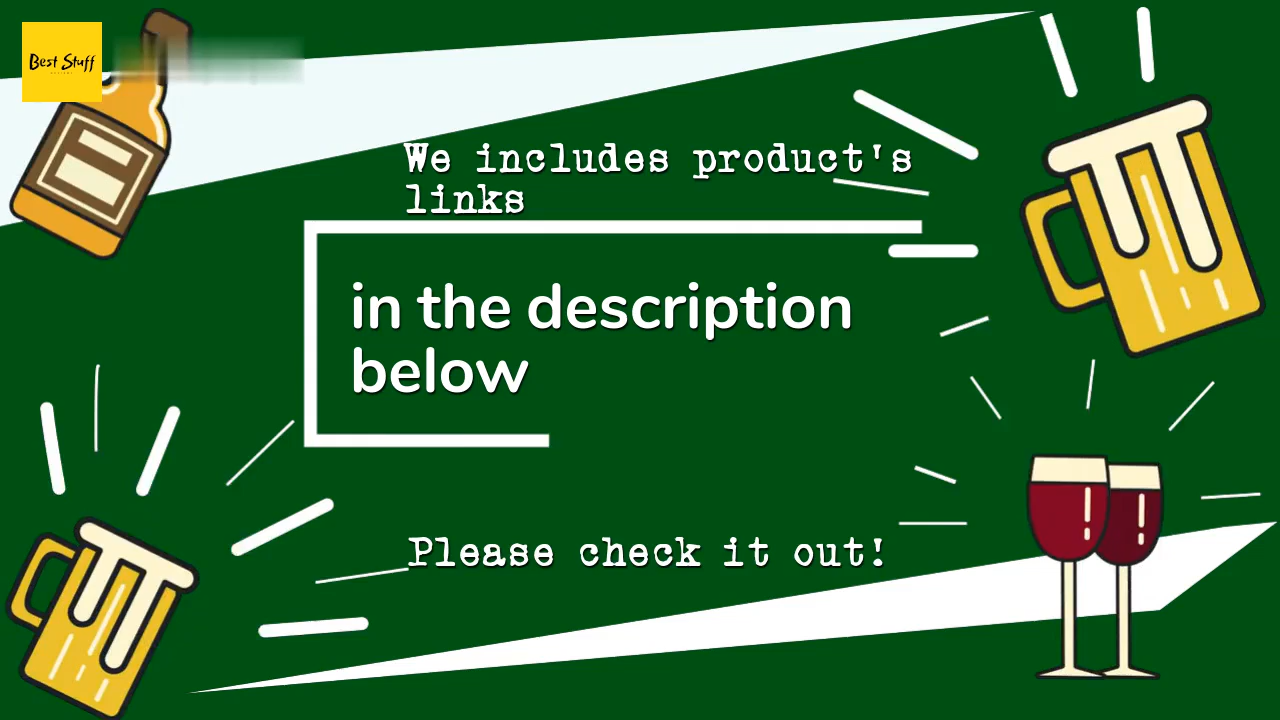 Best Stuff
We includes product's
links
in the description
below
Please check it out!